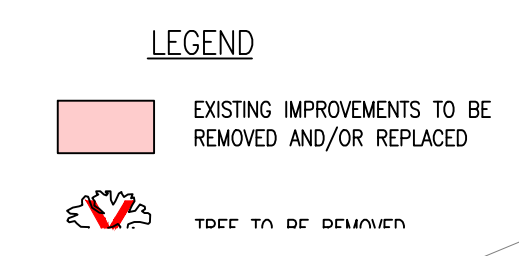 LEGEND
EXISTING IMPROVEMENTS TO BE
REMOVED AND/OR REPLACED
TREE TO BE REMOVED